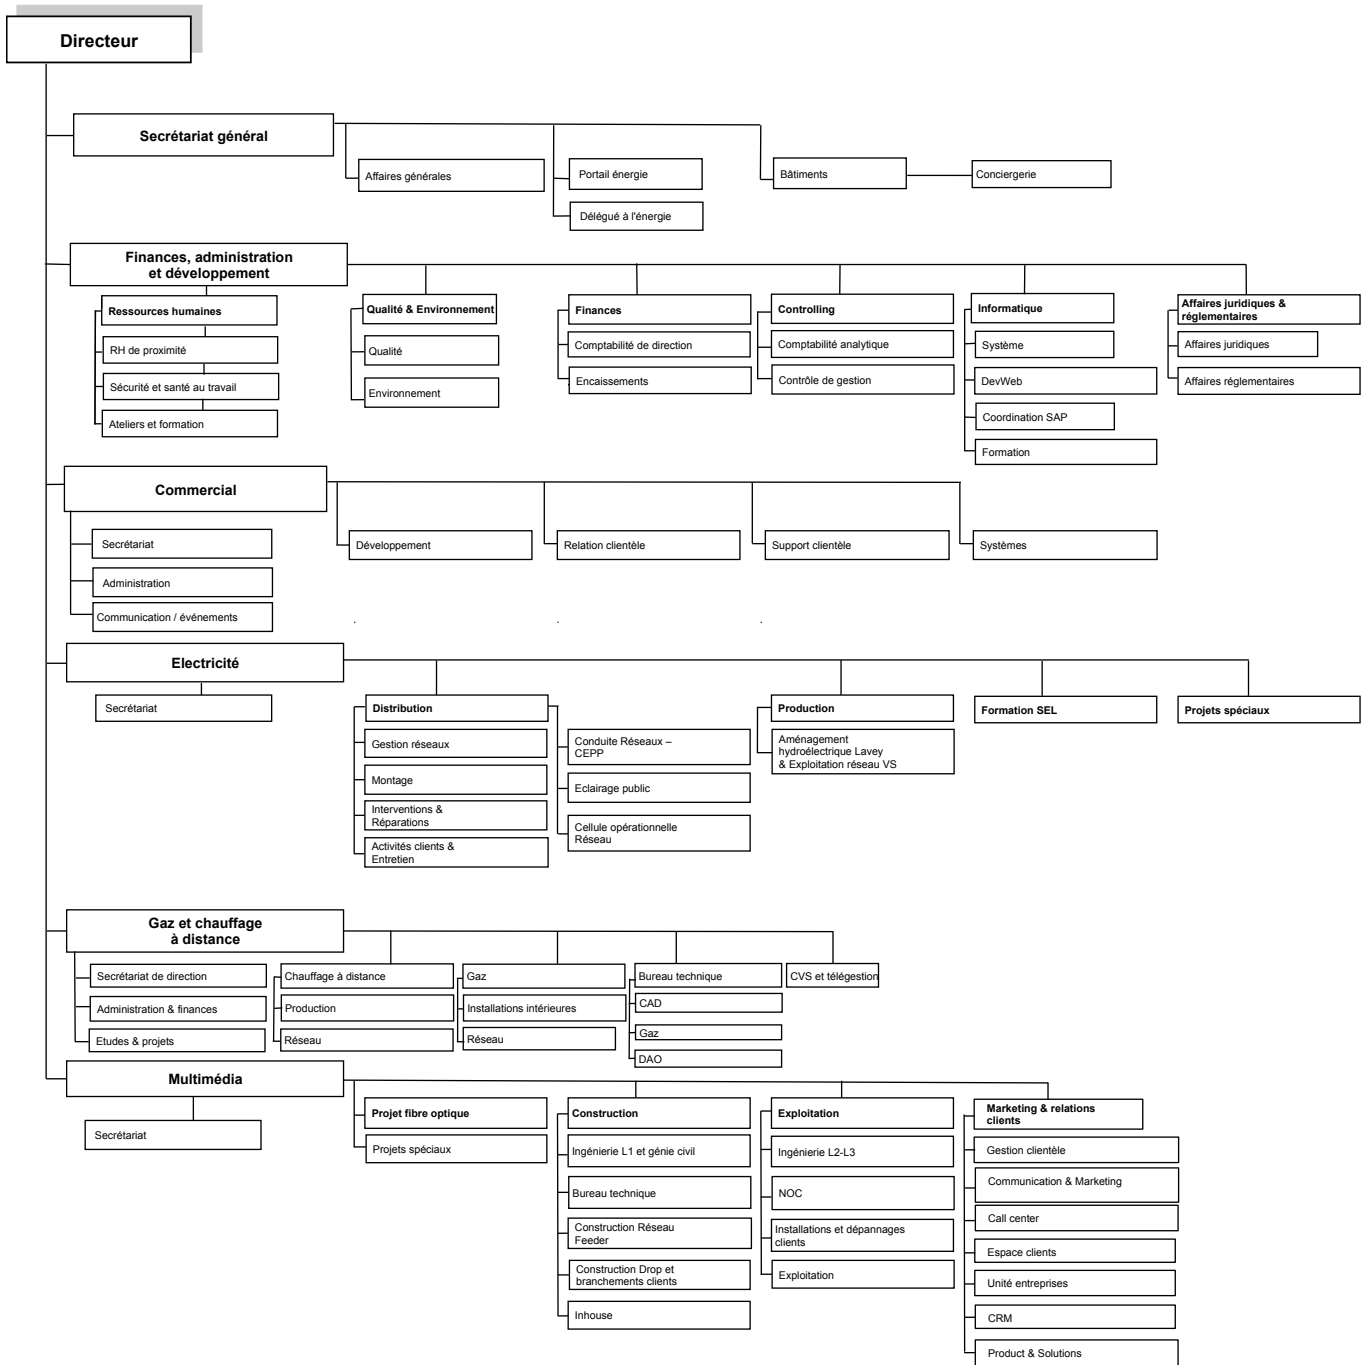 Directeur
Secrétariat général
Affaires générales
Portail énergie
Bâtiments
Conciergerie
Délégué à l'énergie
Finances, administration
et développement
Ressources humaines
RH de proximité
Sécurité et santé au travail
Ateliers et formation
Qualité & Environnement
Qualité
Environnement
Finances
Comptabilité de direction
Encaissements
Controlling
Comptabilité analytique
Contrôle de gestion
Informatique
Système
DevWeb
Coordination SAP
Formation
Affaires juridiques &
réglementaires
Affaires juridiques
Affaires réglementaires
Commercial
Secrétariat
Administration
Communication / événements
Développement
Relation clientèle
Support clientèle
Systèmes
Electricité
Secrétariat
Distribution
Gestion réseaux
Montage
Interventions &
Réparations
Activités clients &
Entretien
Conduite Réseaux –
CEPP
Eclairage public
Cellule opérationnelle
Réseau
Production
Aménagement
hydroélectrique Lavey
& Exploitation réseau VS
Formation SEL
Projets spéciaux
Gaz et chauffage
à distance
Secrétariat de direction
Administration & finances
Etudes & projets
Chauffage à distance
Production
Réseau
Gaz
Installations intérieures
Réseau
Bureau technique
CAD
Gaz
DAO
CVS et télégestion
Multimédia
Secrétariat
Projet fibre optique
Projets spéciaux
Construction
Ingénierie L1 et génie civil
Bureau technique
Construction Réseau
Feeder
Construction Drop et
branchements clients
Inhouse
Exploitation
Ingénierie L2-L3
NOC
Installations et dépannages
clients
Exploitation
Marketing & relations
clients
Gestion clientèle
Communication & Marketing
Call center
Espace clients
Unité entreprises
CRM
Product & Solutions